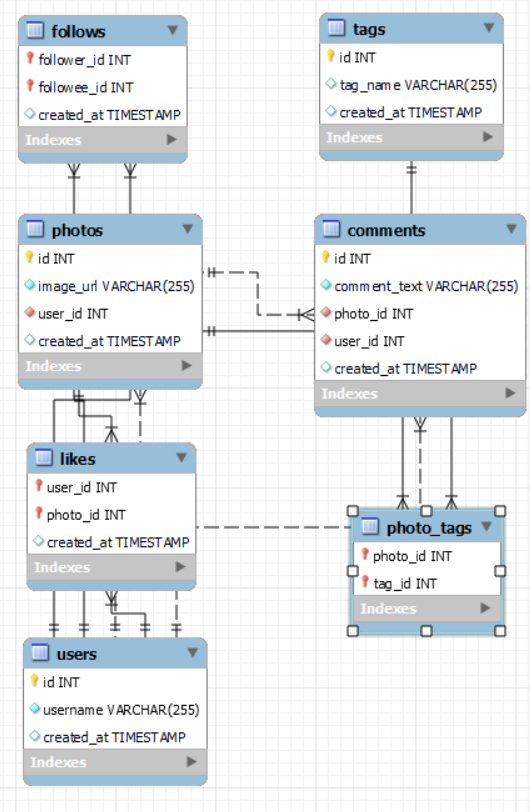 follows
follower_id INT
followee_id INT
created_at TIMESTAMP
Indexes
tags
id INT
tag_name VARCHAR(255)
created_at TIMESTAMP
Indexes
photos
id INT
image_url VARCHAR(255)
user_id INT
created_at TIMESTAMP
Indexes
comments
id INT
comment_text VARCHAR(255)
photo_id INT
user_id INT
created_at TIMESTAMP
Indexes
likes
user_id INT
photo_id INT
created_at TIMESTAMP
Indexes
photo_tags
photo_id INT
tag_id INT
Indexes
users
id INT
username VARCHAR(255)
created_at TIMESTAMP
Indexes